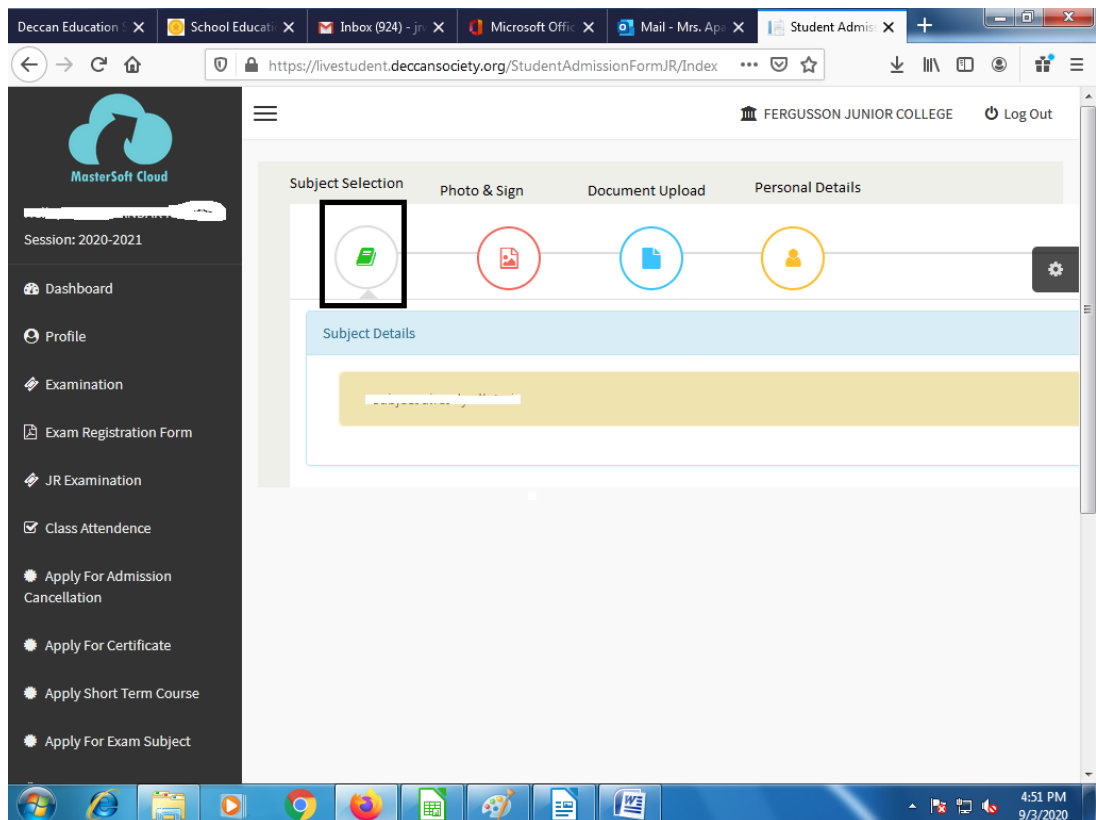 Deccan Education S
School Educati
Inbox (924) - jr
Microsoft Offic
Mail - Mrs. Apa
Student Admis
https://livestudent.deccansociety.org/StudentAdmissionFormJR/Index
MasterSoft Cloud
FERGUSSON JUNIOR COLLEGE
Log Out
Session: 2020-2021
Subject Selection
Photo & Sign
Document Upload
Personal Details
Subject Details
Dashboard
Profile
Examination
Exam Registration Form
JR Examination
Class Attendence
Apply For Admission
Cancellation
Apply For Certificate
Apply Short Term Course
Apply For Exam Subject
4:51 PM
9/3/2020